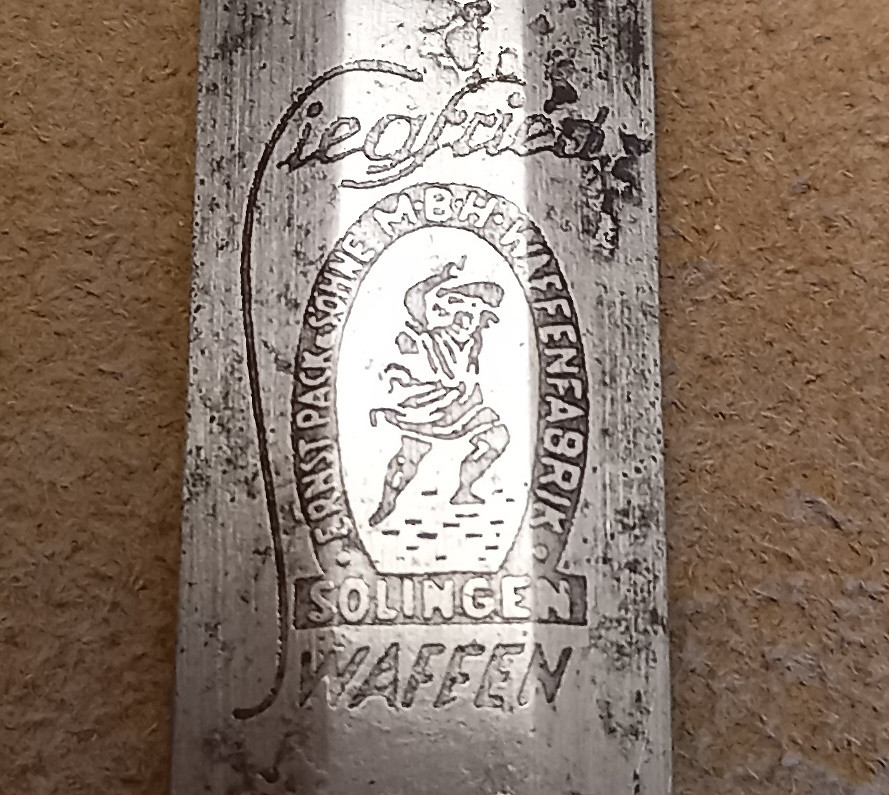 Siegfried
· ERNST PACK · SÖHNE M·B·H· WAFFENFABRIK ·
SOLINGEN
WAFFEN